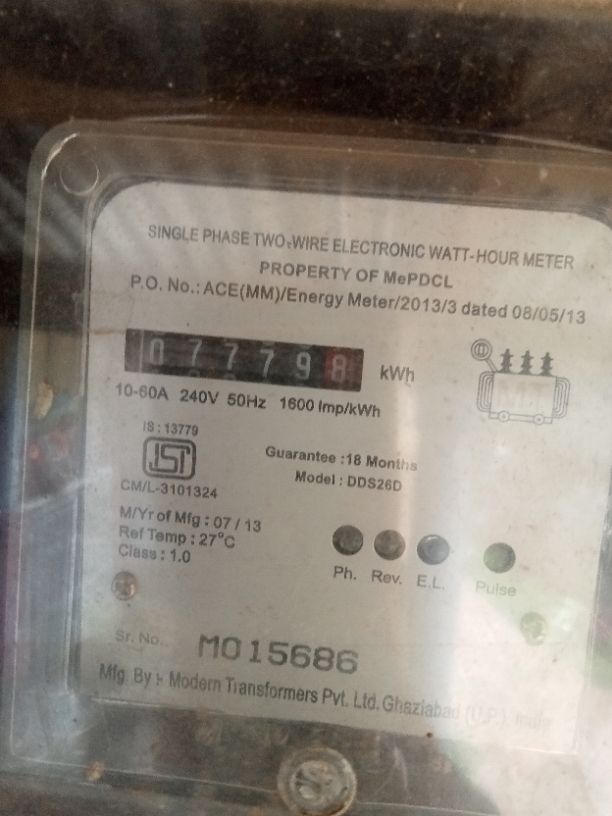 SINGLE PHASE TWO-WIRE ELECTRONIC WATT-HOUR METER
PROPERTY OF MePDCL
P.O. No.: ACE(MM)/Energy Meter/2013/3 dated 08/05/13
077798 kWh
10-60A 240V 50Hz 1600 Imp/kWh
M.T
IS : 13779
ISI
CM/L-3101324
Guarantee :18 Months
Model : DDS26D
M/Yr of Mfg : 07 / 13
Ref Temp : 27°C
Class : 1.0
Ph. Rev. E.L. Pulse
Sr. No. M015686
Mfg. By :- Modern Transformers Pvt. Ltd. Ghaziabad (U.P.), India